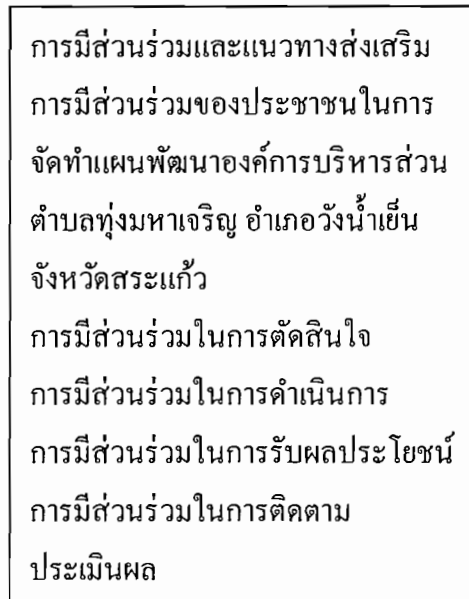 การมีส่วนร่วมและแนวทางส่งเสริม
การมีส่วนร่วมของประชาชนในการ
จัดทำแผนพัฒนาองค์การบริหารส่วน
ตำบลทุ่งมหาเจริญ อำเภอวังน้ำเย็น
จังหวัดสระแก้ว
การมีส่วนร่วมในการตัดสินใจ
การมีส่วนร่วมในการดำเนินการ
การมีส่วนร่วมในการรับผลประโยชน์
การมีส่วนร่วมในการติดตาม
ประเมินผล